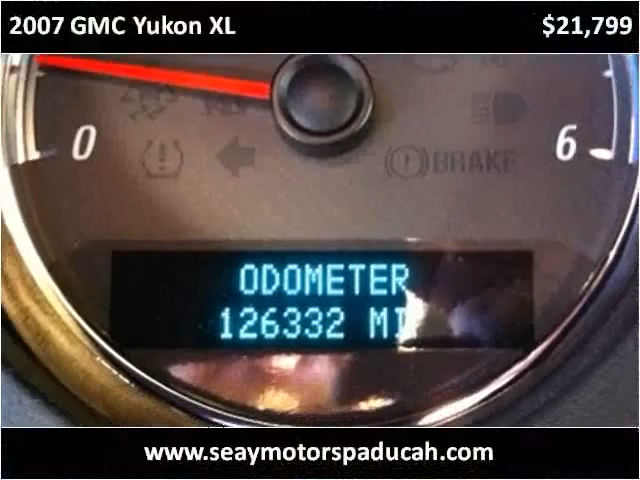 2007 GMC Yukon XL $21,799
0 6
BRAKE
ODOMETER
126332 MI
www.seaymotorspaducah.com